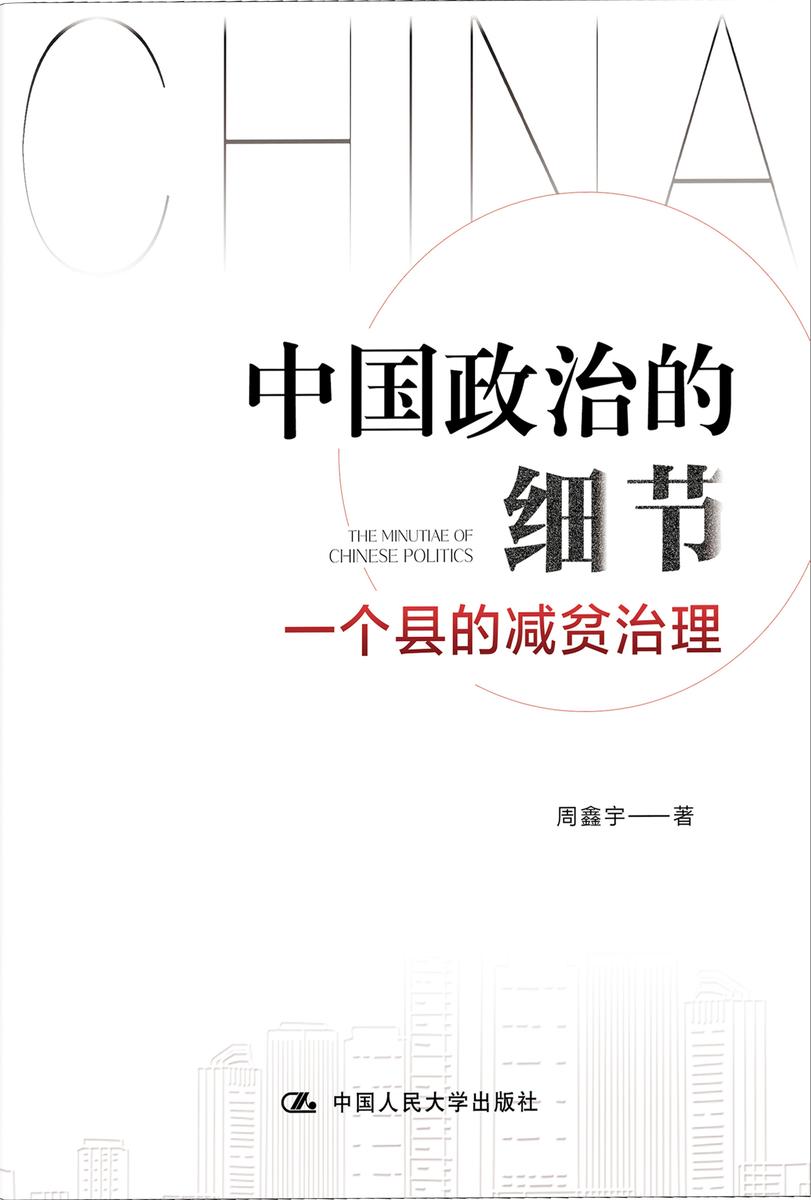 CHINA
中国政治的
细节
THE MINUTIAE OF
CHINESE POLITICS
一个县的减贫治理
周鑫宇——著
中国人民大学出版社